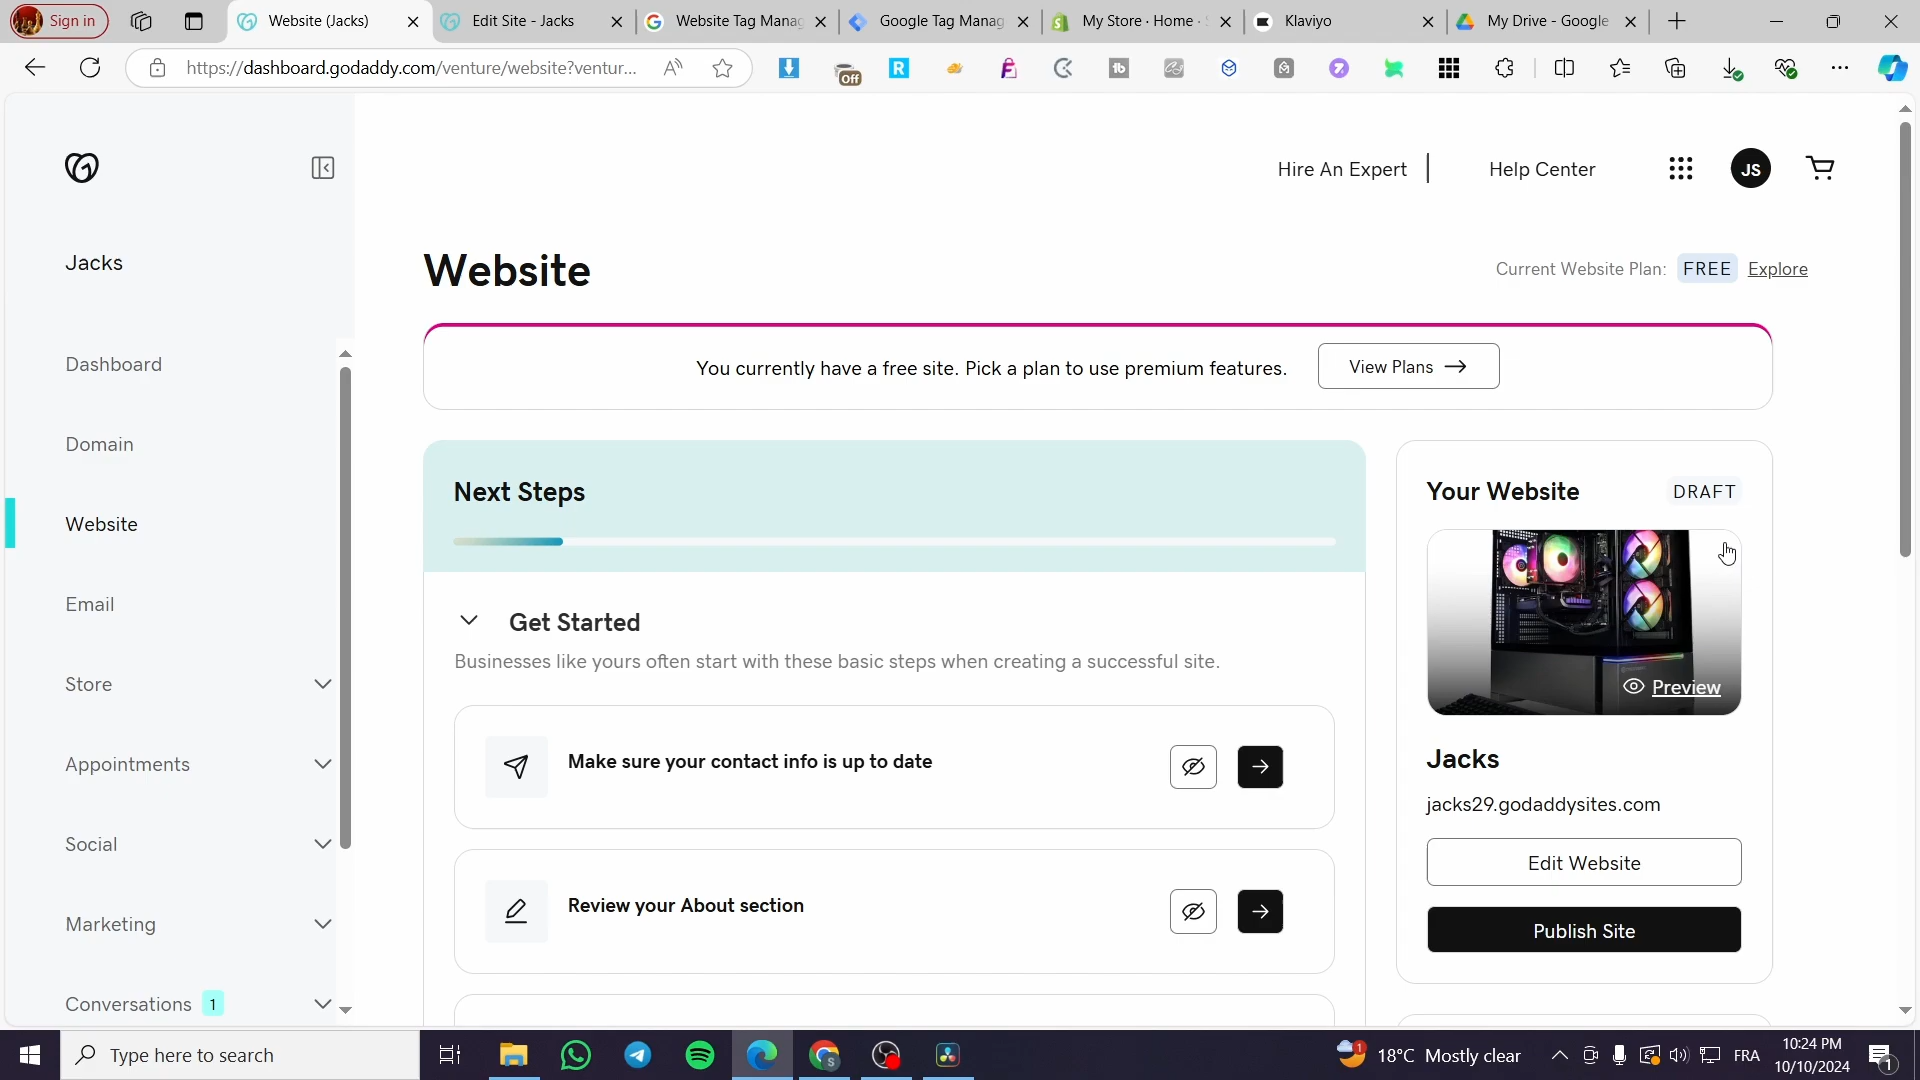 Sign in
Website (Jacks)
Edit Site - Jacks
Website Tag Manag
Google Tag Manag
My Store · Home ·
Klaviyo
My Drive - Google
https://dashboard.godaddy.com/venture/website?ventur...
Off
Hire An Expert
Help Center
JS
Jacks
Website
Current Website Plan: FREE Explore
You currently have a free site. Pick a plan to use premium features.
View Plans →
Dashboard
Domain
Website
Email
Store
Appointments
Social
Marketing
Conversations 1
Next Steps
Get Started
Businesses like yours often start with these basic steps when creating a successful site.
Make sure your contact info is up to date
Review your About section
Your Website
DRAFT
Preview
Jacks
jacks29.godaddysites.com
Edit Website
Publish Site
Type here to search
18°C Mostly clear
FRA
10:24 PM
10/10/2024
1